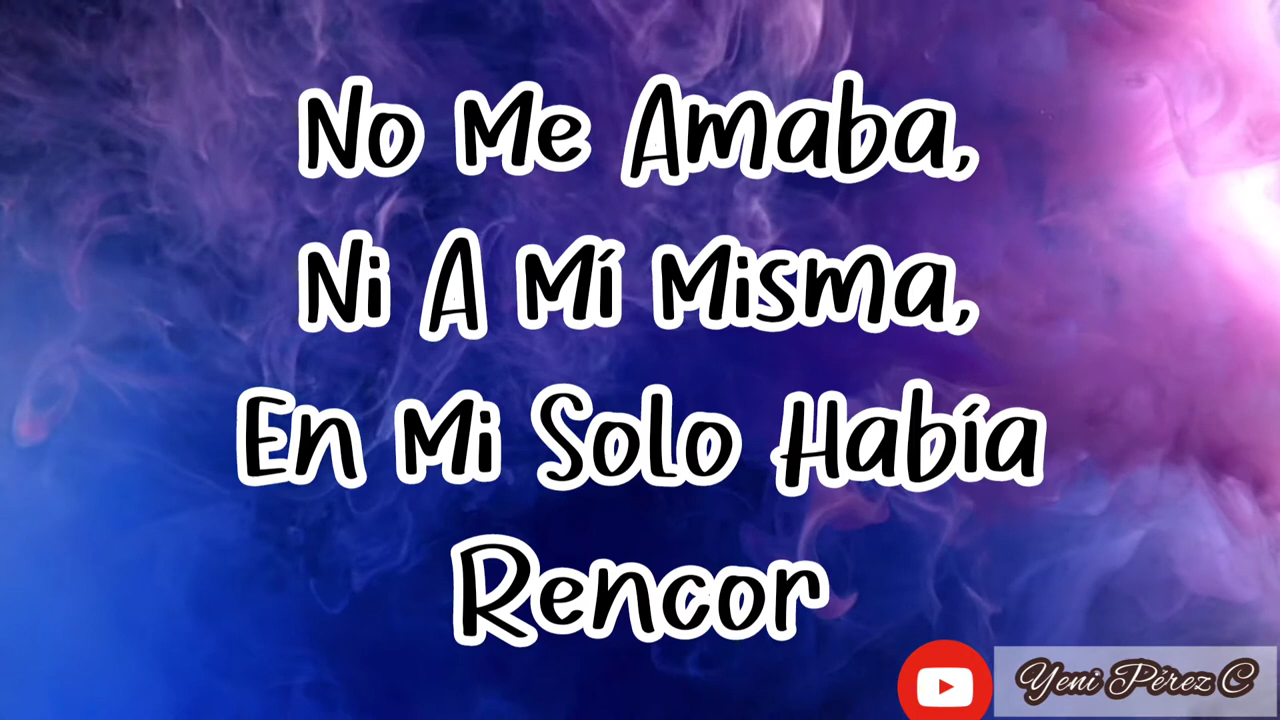 No Me Amaba,
Ni A Mí Misma,
En Mi Solo Había
Rencor
Yeni Pérez C